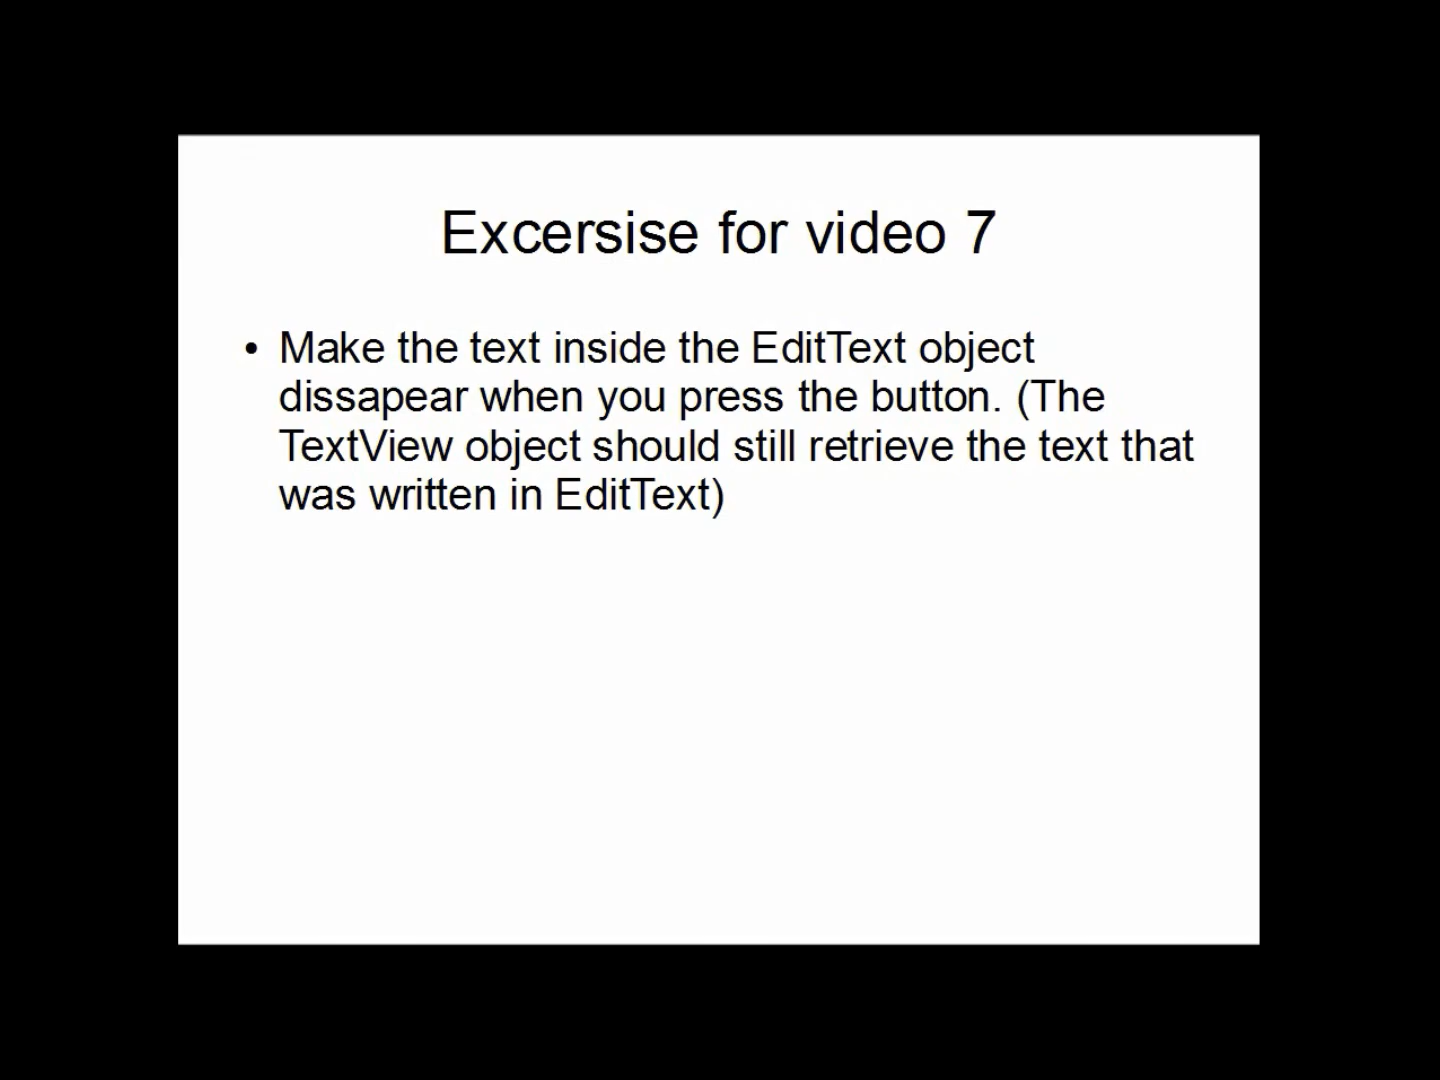 Excersise for video 7
• Make the text inside the EditText object
dissapear when you press the button. (The
TextView object should still retrieve the text that
was written in EditText)